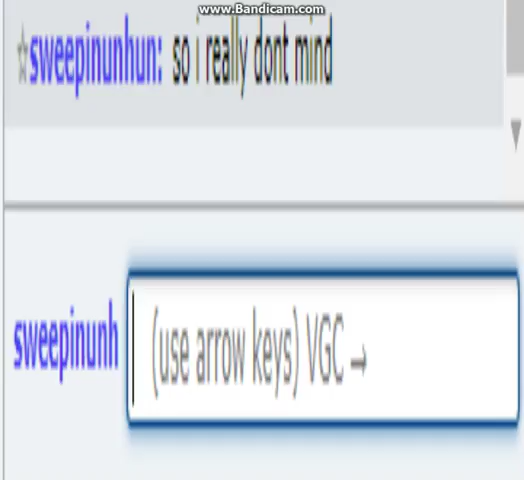 www.Bandicam.com
☆sweepinunhun: so i really dont mind
sweepinunh (use arrow keys) VGC →